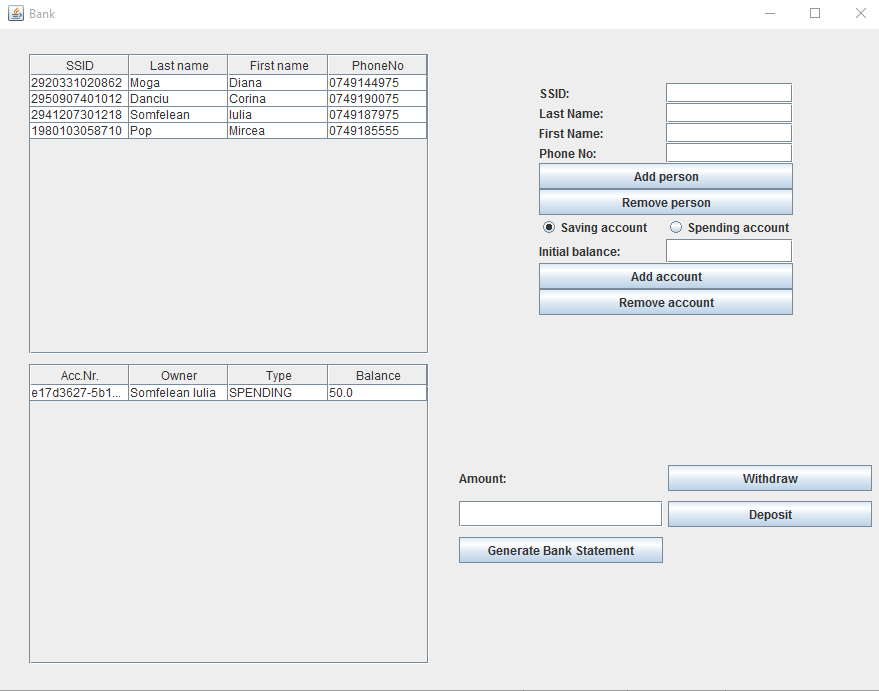 Bank
SSID Last name First name PhoneNo
2920331020862 Moga Diana 0749144975
2950907401012 Danciu Corina 0749190075
2941207301218 Somfelean Iulia 0749187975
1980103058710 Pop Mircea 0749185555
SSID:
Last Name:
First Name:
Phone No:
Add person
Remove person
Saving account Spending account
Initial balance:
Add account
Remove account
Acc.Nr. Owner Type Balance
e17d3627-5b1... Somfelean Iulia SPENDING 50.0
Amount: Withdraw
Deposit
Generate Bank Statement